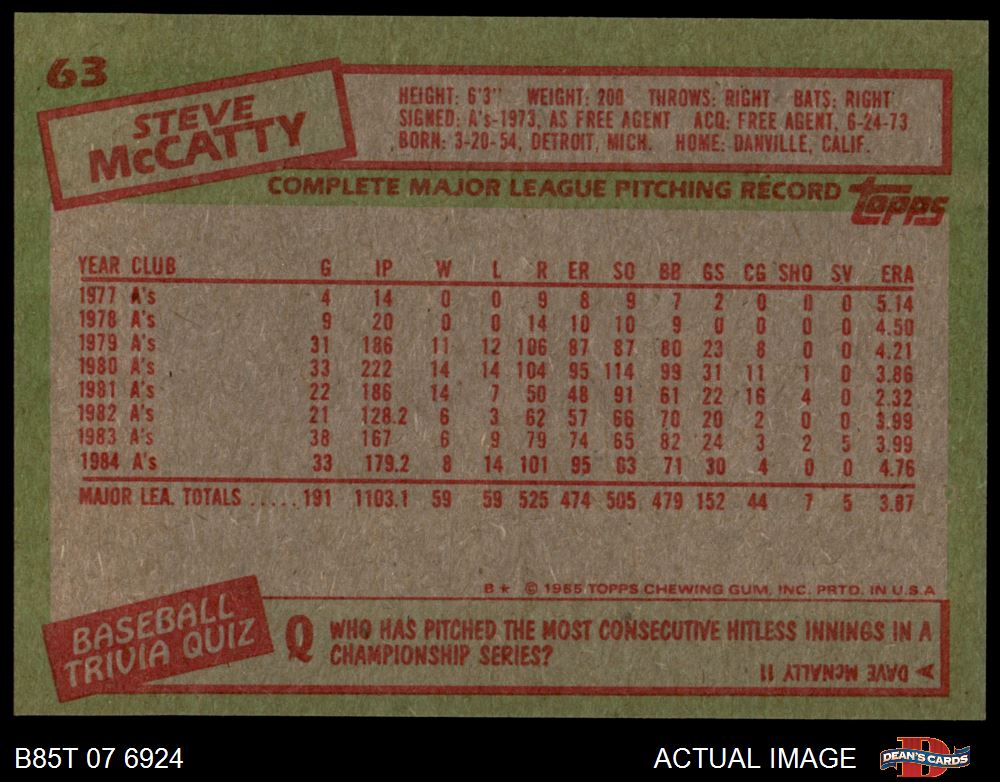 63
STEVE
McCATTY
HEIGHT: 6'3" WEIGHT: 200 THROWS: RIGHT BATS: RIGHT
SIGNED: A's-1973, AS FREE AGENT ACQ: FREE AGENT, 6-24-73
BORN: 3-20-54, DETROIT, MICH. HOME: DANVILLE, CALIF.
COMPLETE MAJOR LEAGUE PITCHING RECORD topps
YEAR CLUB G IP W L R ER SO BB GS CG SHO SV ERA
1977 A's 4 14 0 0 9 8 9 7 2 0 0 0 5.14
1978 A's 9 20 0 0 14 10 10 9 0 0 0 0 4.50
1979 A's 31 186 11 12 106 87 87 80 23 8 0 0 4.21
1980 A's 33 222 14 14 104 95 114 99 31 11 1 0 3.86
1981 A's 22 186 14 7 50 48 91 61 22 16 4 0 2.32
1982 A's 21 128.2 6 3 62 57 66 70 20 2 0 0 3.99
1983 A's 38 167 6 9 79 74 65 82 24 3 2 5 3.99
1984 A's 33 179.2 8 14 101 95 63 71 30 4 0 0 4.76
MAJOR LEA. TOTALS ..... 191 1103.1 59 59 525 474 505 479 152 44 7 5 3.87
B* © 1985 TOPPS CHEWING GUM, INC. PRTD. IN U.S.A
BASEBALL
TRIVIA QUIZ
Q WHO HAS PITCHED THE MOST CONSECUTIVE HITLESS INNINGS IN A
CHAMPIONSHIP SERIES?
A DAVE MCNALLY 11
B85T 07 6924 ACTUAL IMAGE D DEAN'S CARDS